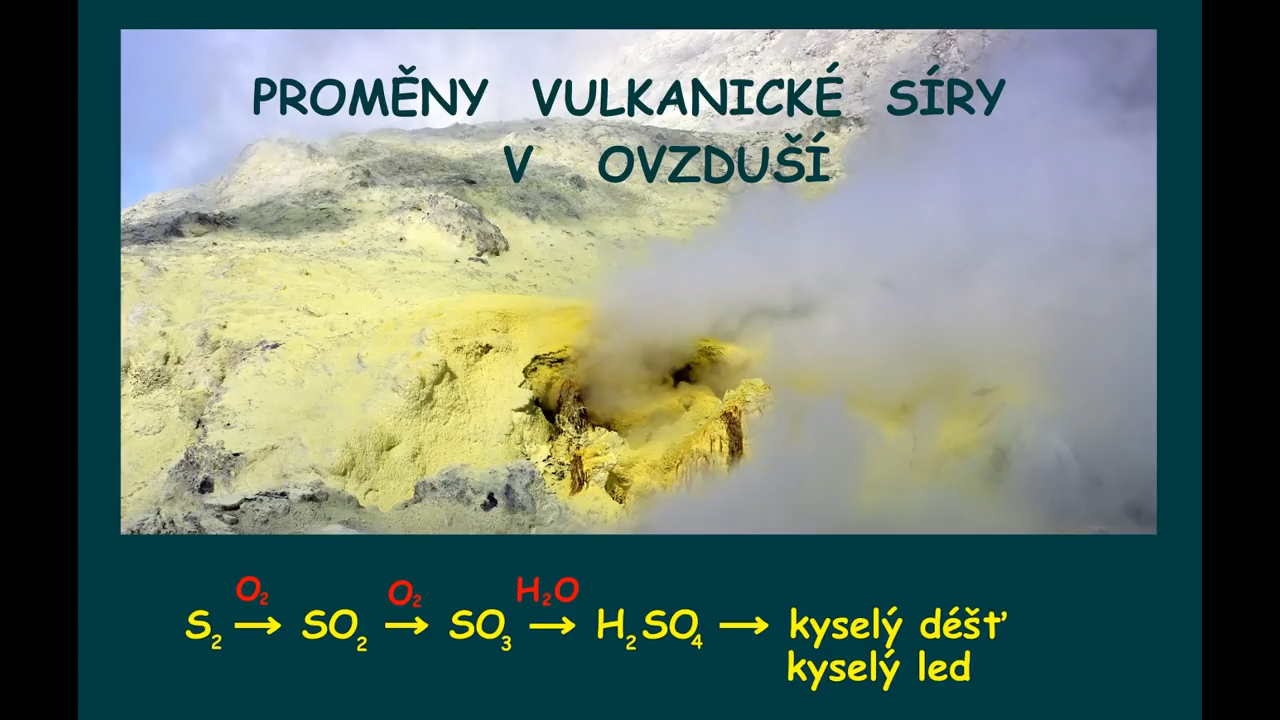 PROMĚNY VULKANICKÉ SÍRY
V OVZDUŠÍ
O₂ O₂ H₂O
S₂ → SO₂ → SO₃ → H₂SO₄ → kyselý déšť
kyselý led